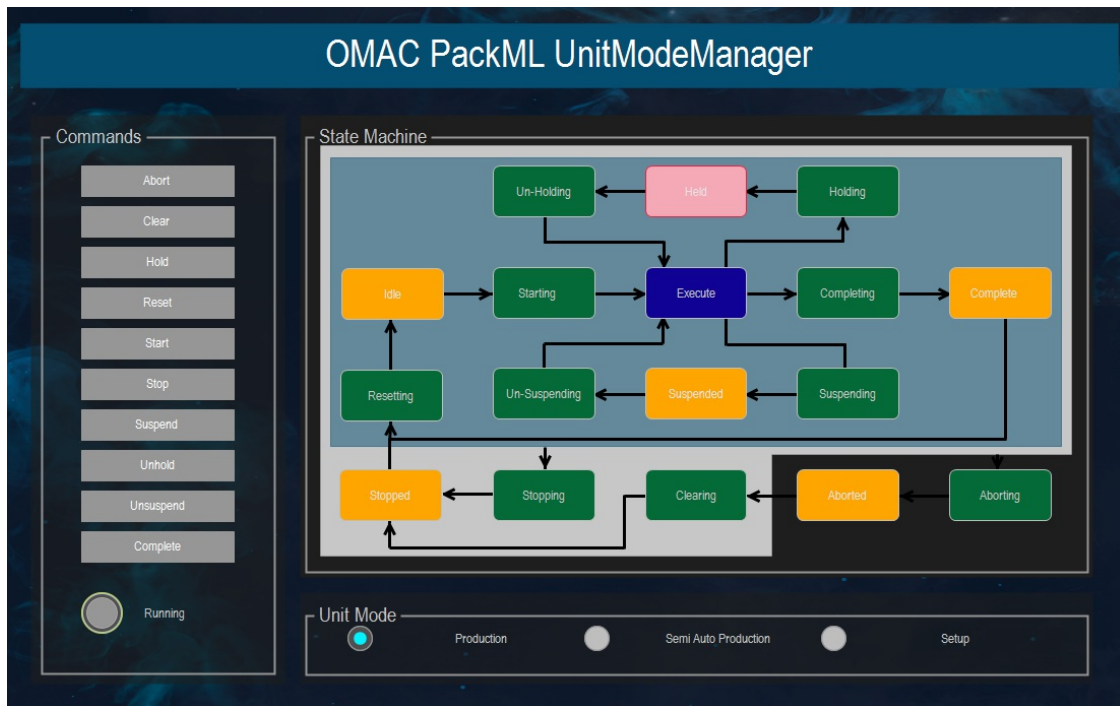 OMAC PackML UnitModeManager
Commands
Abort
Clear
Hold
Reset
Start
Stop
Suspend
Unhold
Unsuspend
Complete
Running
State Machine
Un-Holding
Held
Holding
Idle
Starting
Execute
Completing
Complete
Resetting
Un-Suspending
Suspended
Suspending
Stopped
Stopping
Clearing
Aborted
Aborting
Unit Mode
Production
Semi Auto Production
Setup